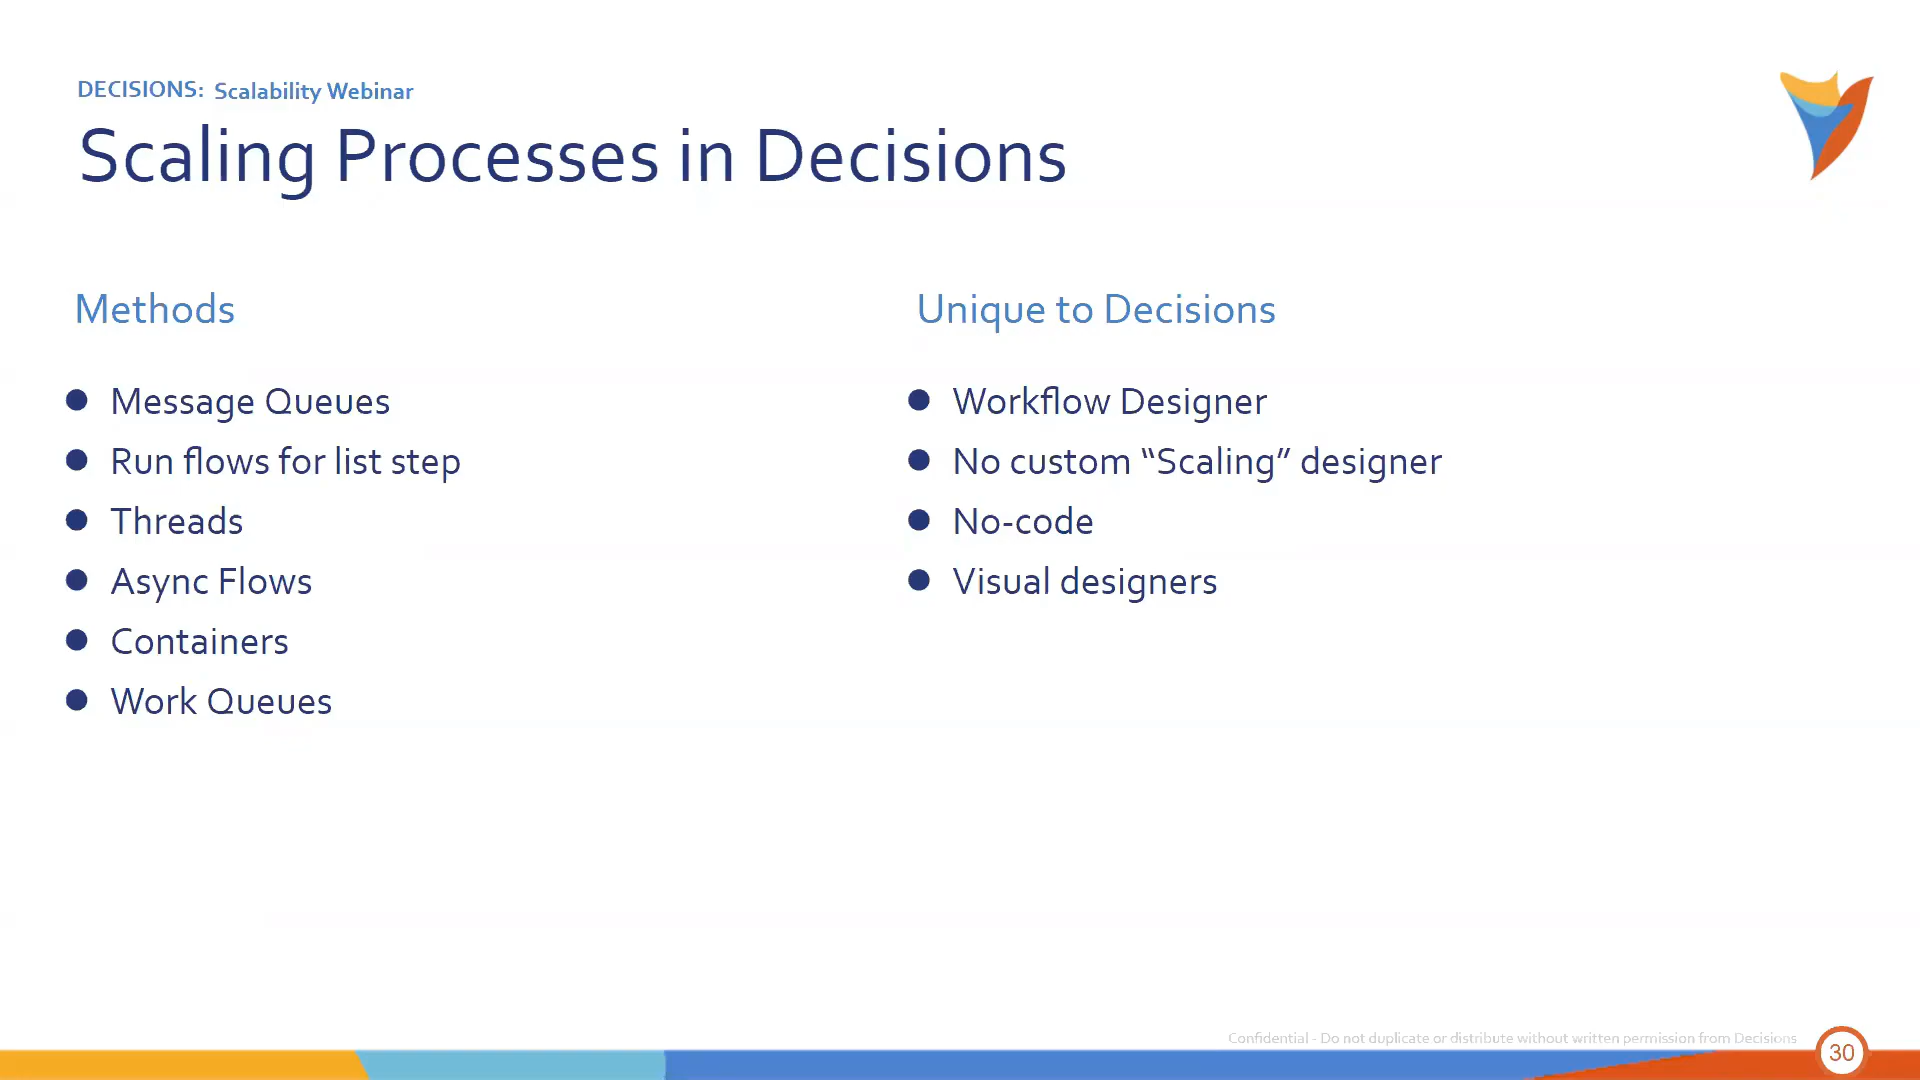 DECISIONS: Scalability Webinar
Scaling Processes in Decisions
Methods
Message Queues
Run flows for list step
Threads
Async Flows
Containers
Work Queues
Unique to Decisions
Workflow Designer
No custom “Scaling” designer
No-code
Visual designers
Confidential - Do not duplicate or distribute without written permission from Decisions
30